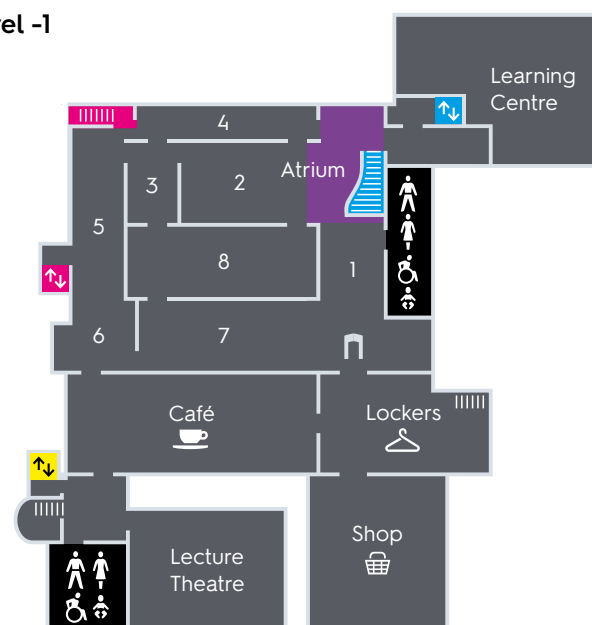 el -1
Learning
Centre
4
Atrium
3
2
5
8
1
6
7
Café
Lockers
Shop
Lecture
Theatre